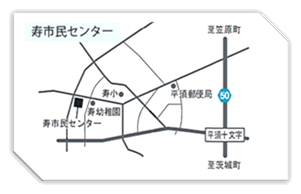 寿市民センター
至笠原町
寿小
平須郵便局
50
寿幼稚園
寿市民センター
平須十文字
至茨城町